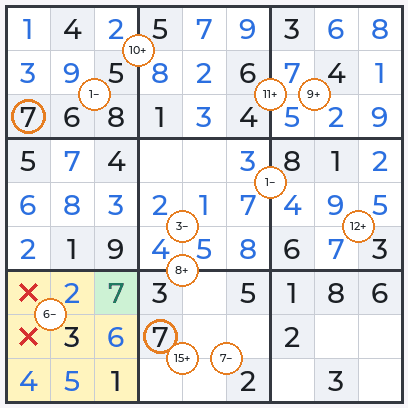 1 4 2 5 7 9 3 6 8
10+
3 9 5 8 2 6 7 4 1
1− 11+ 9+
7 6 8 1 3 4 5 2 9
5 7 4 3 8 1 2
1−
6 8 3 2 1 7 4 9 5
3− 12+
2 1 9 4 5 8 6 7 3
8+
2 7 3 5 1 8 6
6−
3 6 7 2
15+ 7−
4 5 1 2 3